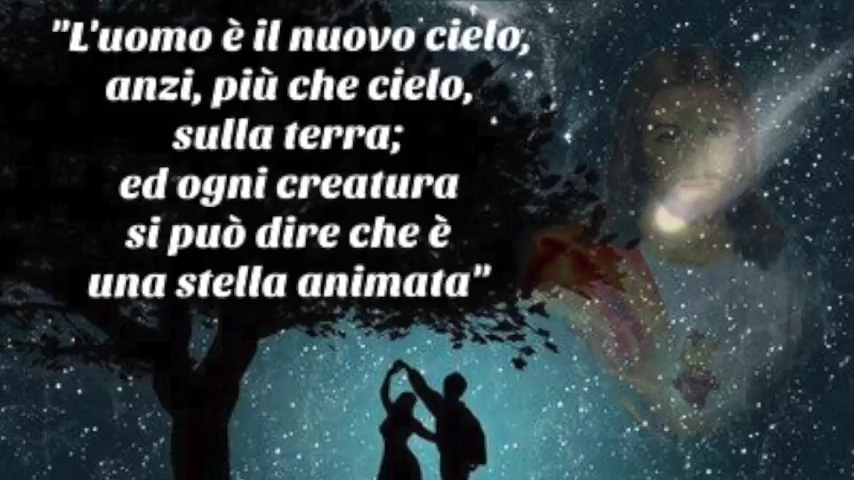 "L'uomo è il nuovo cielo,
anzi, più che cielo,
sulla terra;
ed ogni creatura
si può dire che è
una stella animata"